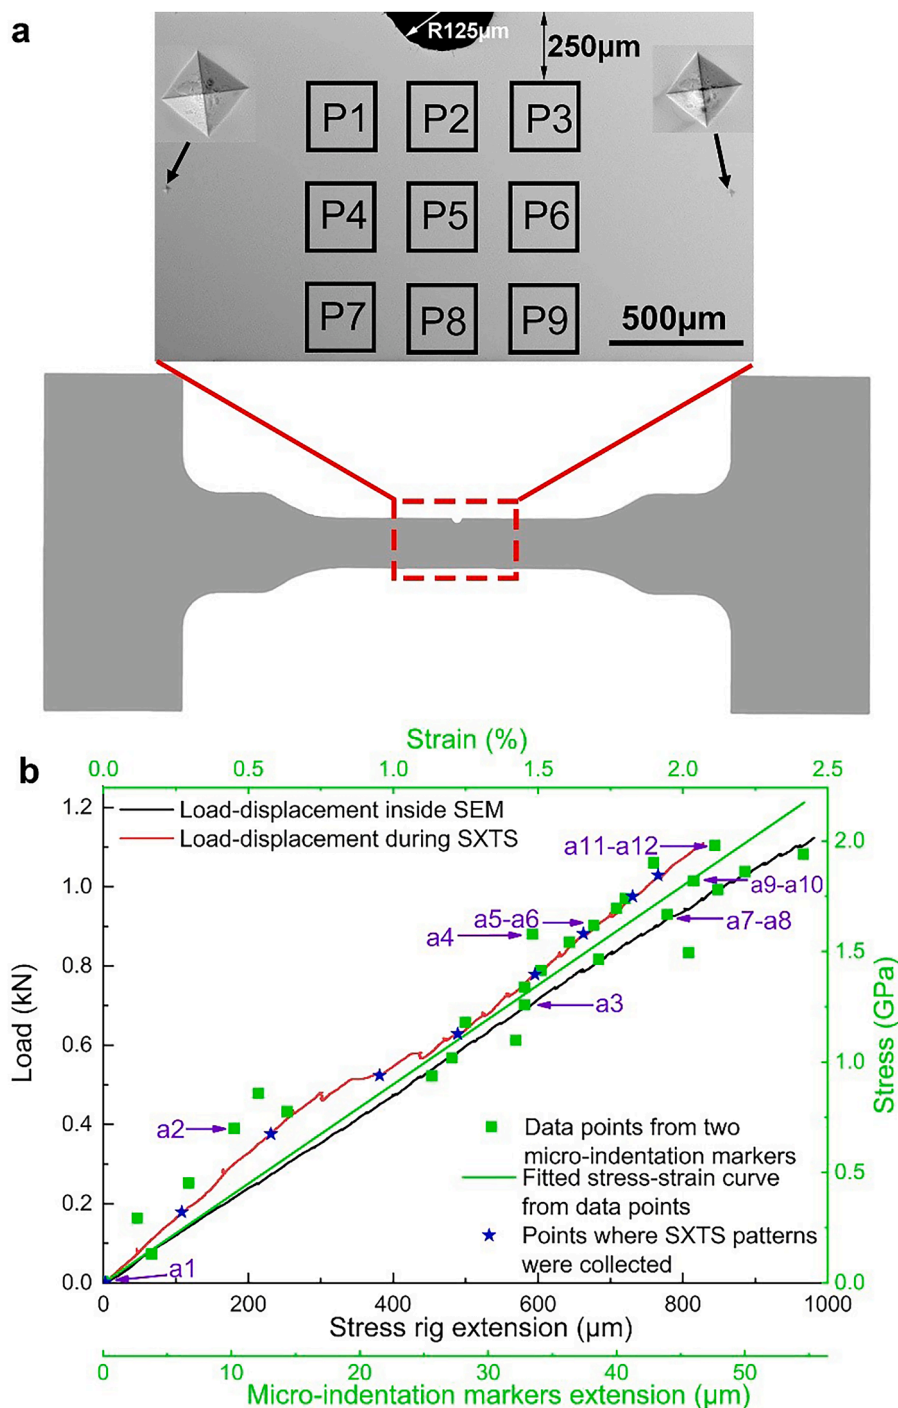 a
R125μm
250μm
P1 P2 P3
P4 P5 P6
P7 P8 P9
500μm
b
Strain (%)
0.0 0.5 1.0 1.5 2.0 2.5
Load-displacement inside SEM
Load-displacement during SXTS
1.2
1.0
0.8
0.6
0.4
0.2
0.0
Load (kN)
2.0
1.5
1.0
0.5
0.0
Stress (GPa)
a11-a12
a9-a10
a5-a6
a7-a8
a4
a3
a2
a1
Data points from two
micro-indentation markers
Fitted stress-strain curve
from data points
Points where SXTS patterns
were collected
0 200 400 600 800 1000
Stress rig extension (μm)
0 10 20 30 40 50
Micro-indentation markers extension (μm)